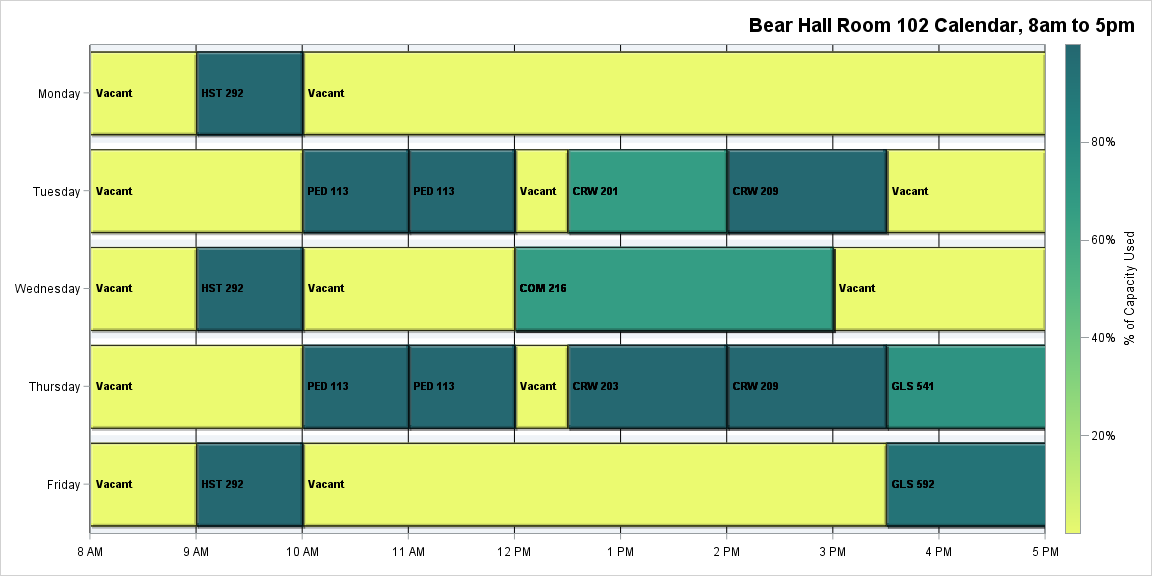 Bear Hall Room 102 Calendar, 8am to 5pm
Monday
Vacant
HST 292
Vacant
Tuesday
Vacant
PED 113
PED 113
Vacant
CRW 201
CRW 209
Vacant
Wednesday
Vacant
HST 292
Vacant
COM 216
Vacant
Thursday
Vacant
PED 113
PED 113
Vacant
CRW 203
CRW 209
GLS 541
Friday
Vacant
HST 292
Vacant
GLS 592
8 AM
9 AM
10 AM
11 AM
12 PM
1 PM
2 PM
3 PM
4 PM
5 PM
80%
60%
40%
20%
% of Capacity Used